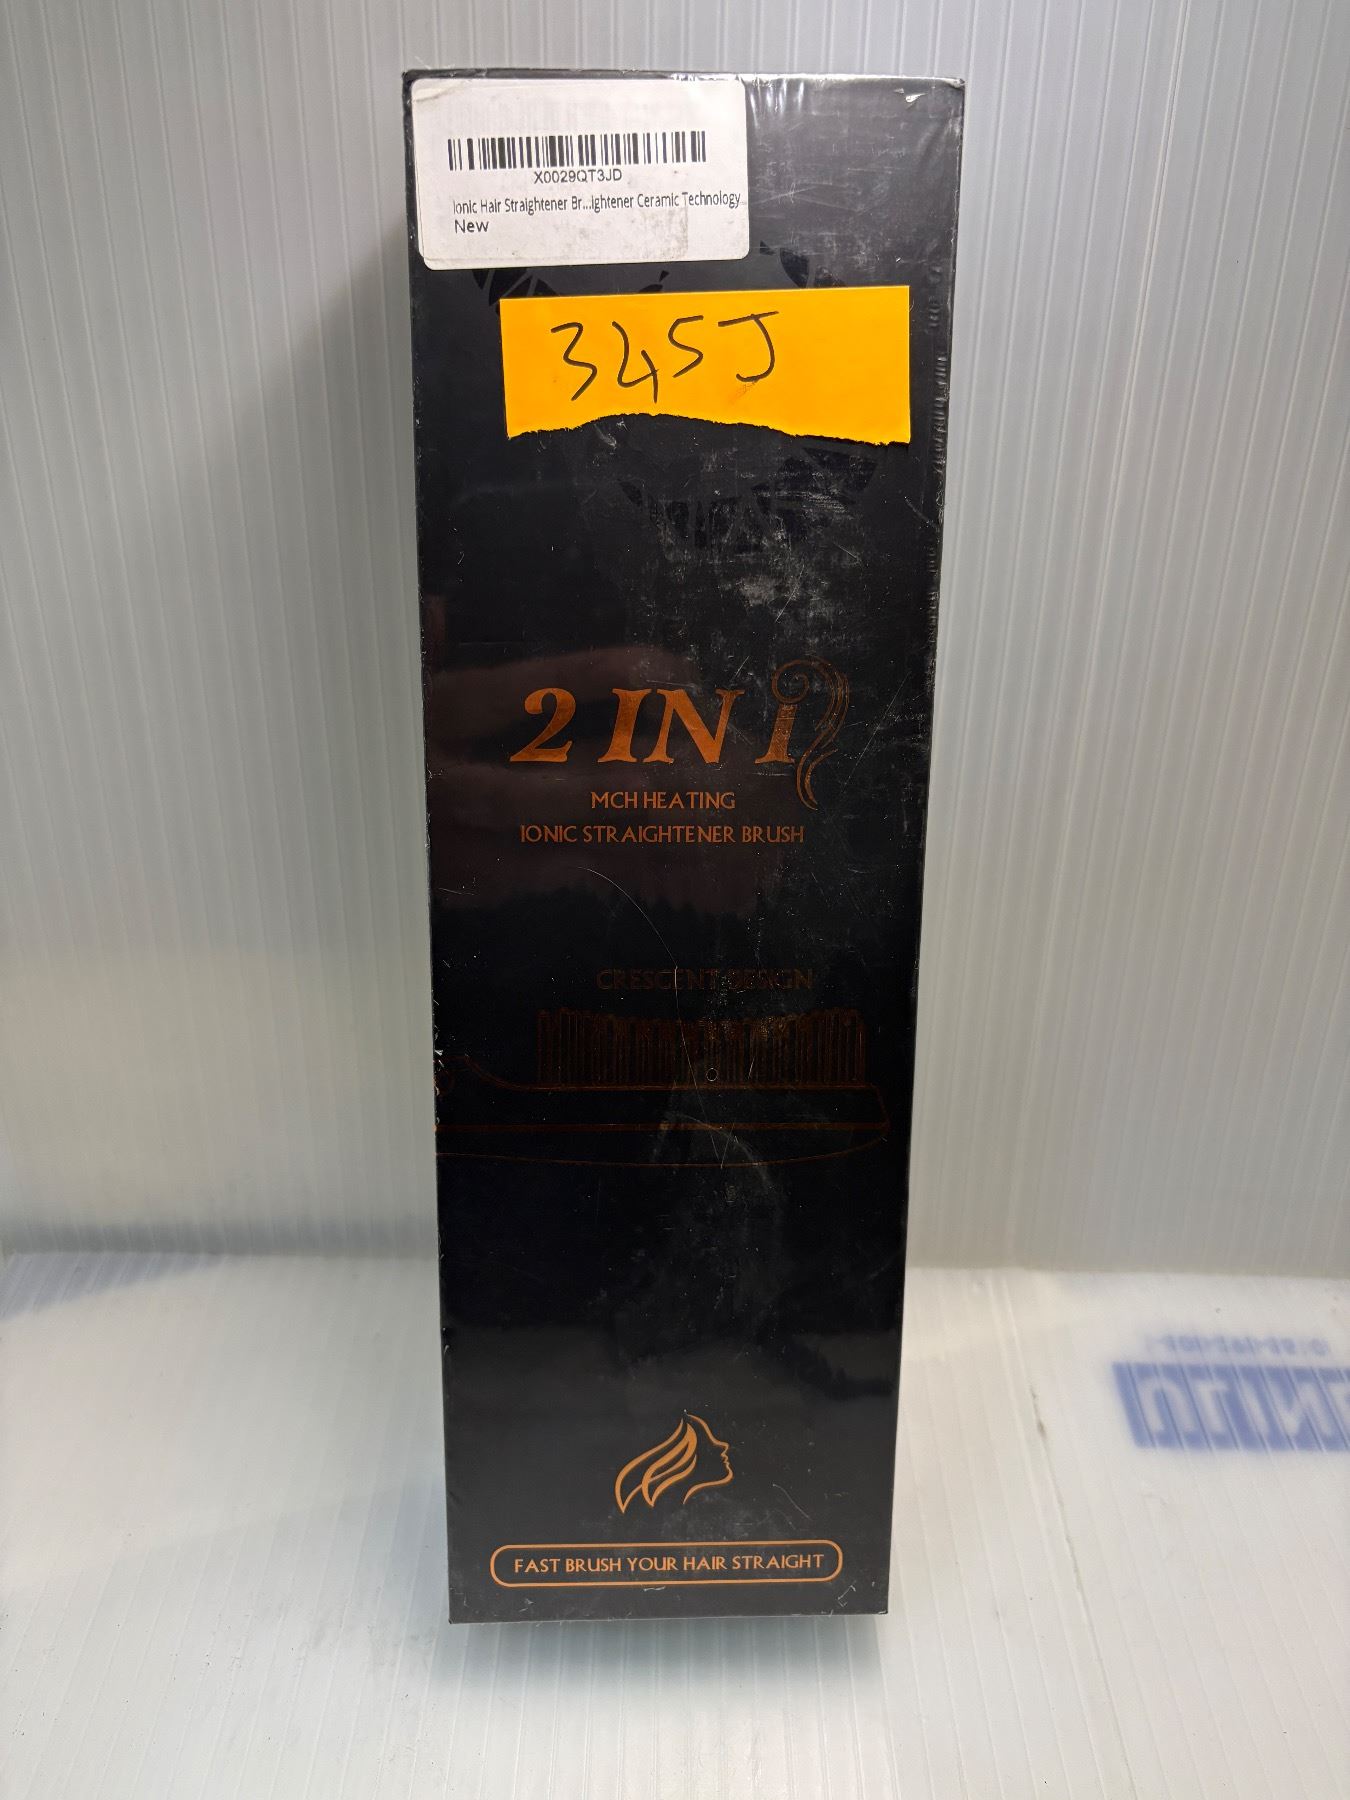 X0029QT3JD
Ionic Hair Straightener Br...ightener Ceramic Technology
New
345J
2 IN 1
MCH HEATING
IONIC STRAIGHTENER BRUSH
CRESCENT DESIGN
FAST BRUSH YOUR HAIR STRAIGHT